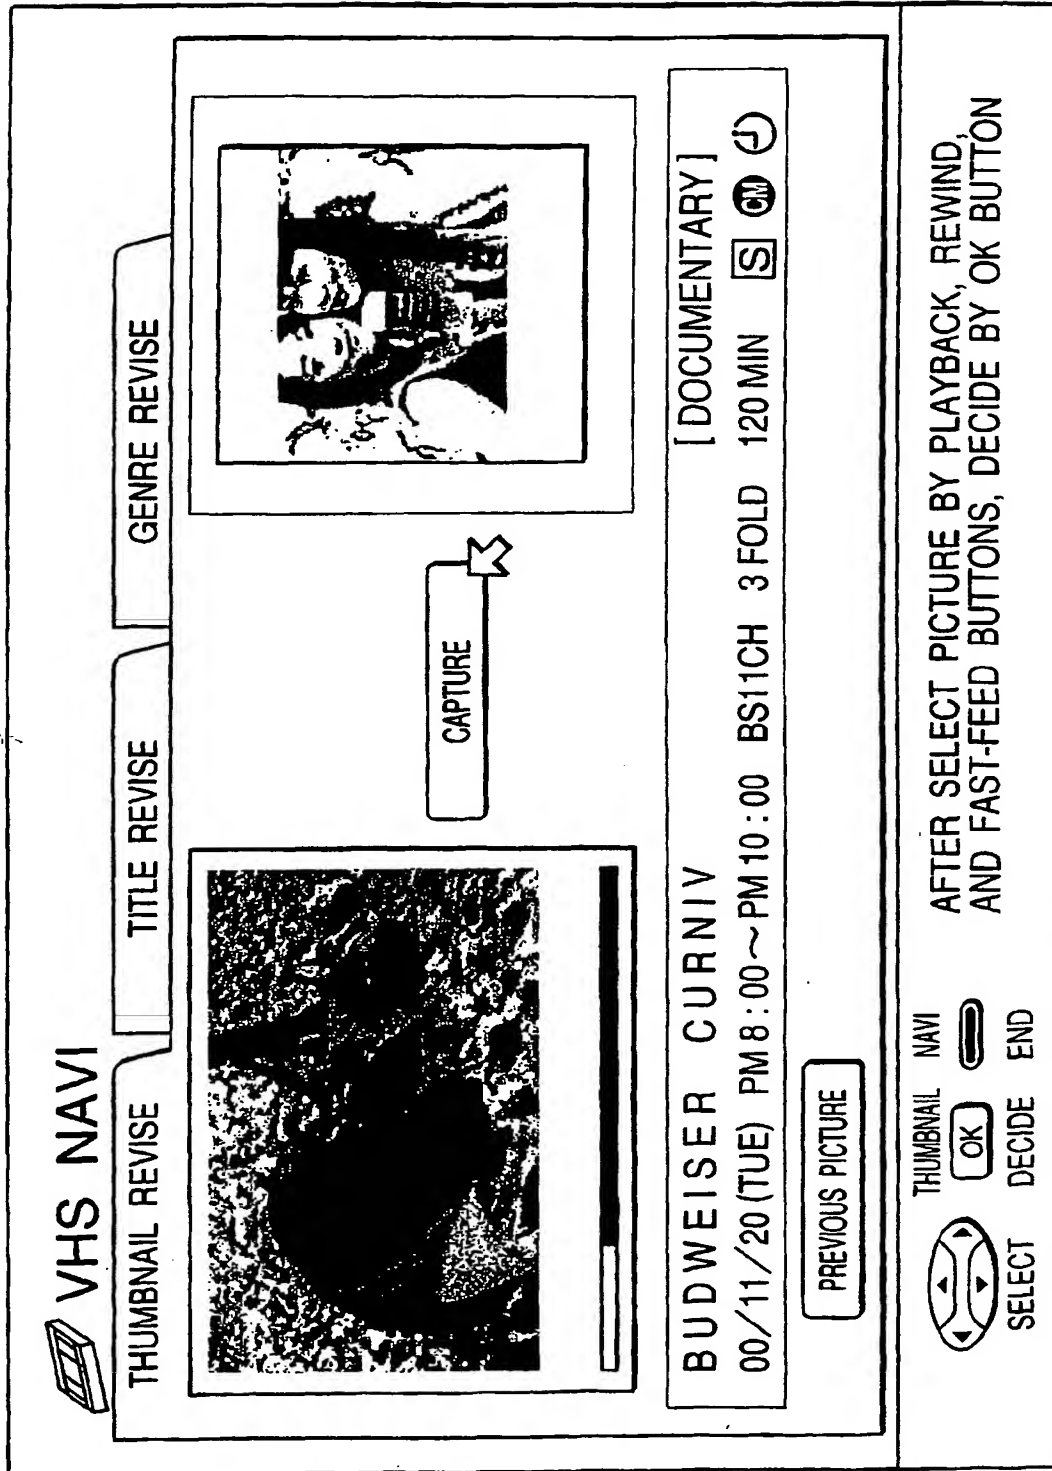 VHS NAVI
THUMBNAIL REVISE
TITLE REVISE
GENRE REVISE
CAPTURE
BUDWEISER CURNIV [DOCUMENTARY]
00/11/20 (TUE) PM 8:00~PM 10:00 BS11CH 3 FOLD 120 MIN S CM
PREVIOUS PICTURE
THUMBNAIL NAVI
OK
SELECT DECIDE END
AFTER SELECT PICTURE BY PLAYBACK, REWIND,
AND FAST-FEED BUTTONS, DECIDE BY OK BUTTON